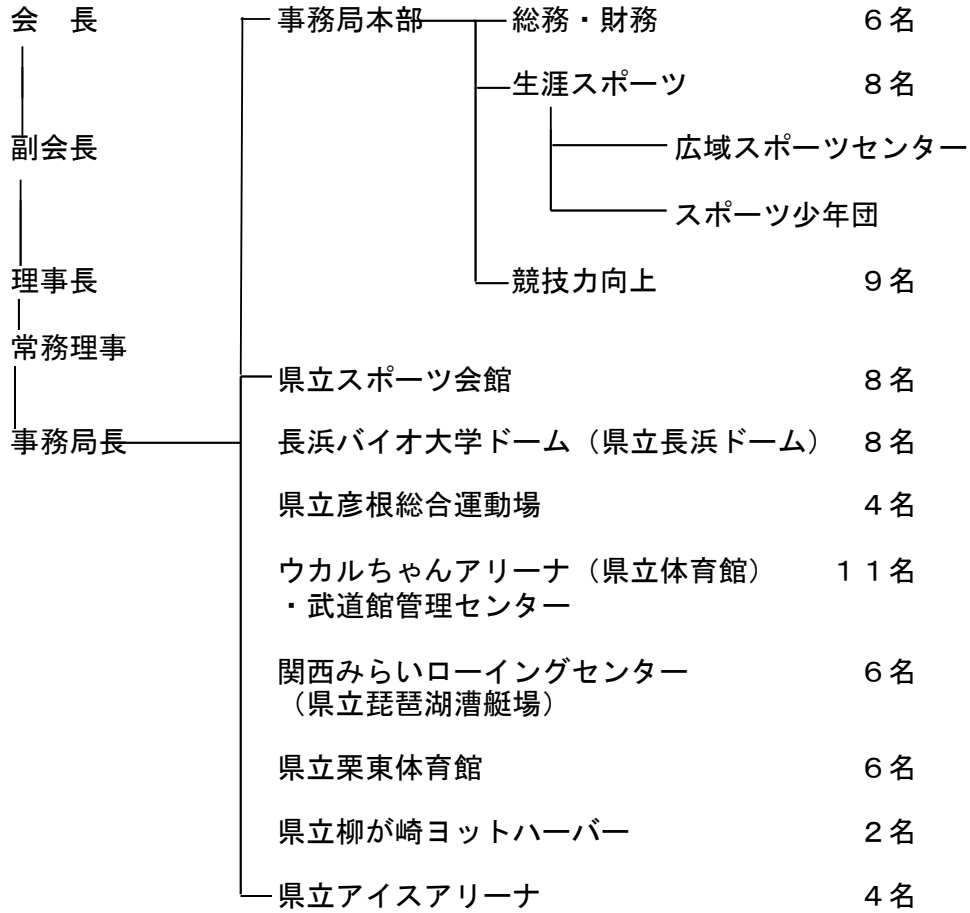 会　長
副会長
理事長
常務理事
事務局長
事務局本部
総務・財務　６名
生涯スポーツ　８名
広域スポーツセンター
スポーツ少年団
競技力向上　９名
県立スポーツ会館　８名
長浜バイオ大学ドーム（県立長浜ドーム）　８名
県立彦根総合運動場　４名
ウカルちゃんアリーナ（県立体育館）　１１名
・武道館管理センター
関西みらいローイングセンター　６名
（県立琵琶湖漕艇場）
県立栗東体育館　６名
県立柳が崎ヨットハーバー　２名
県立アイスアリーナ　４名